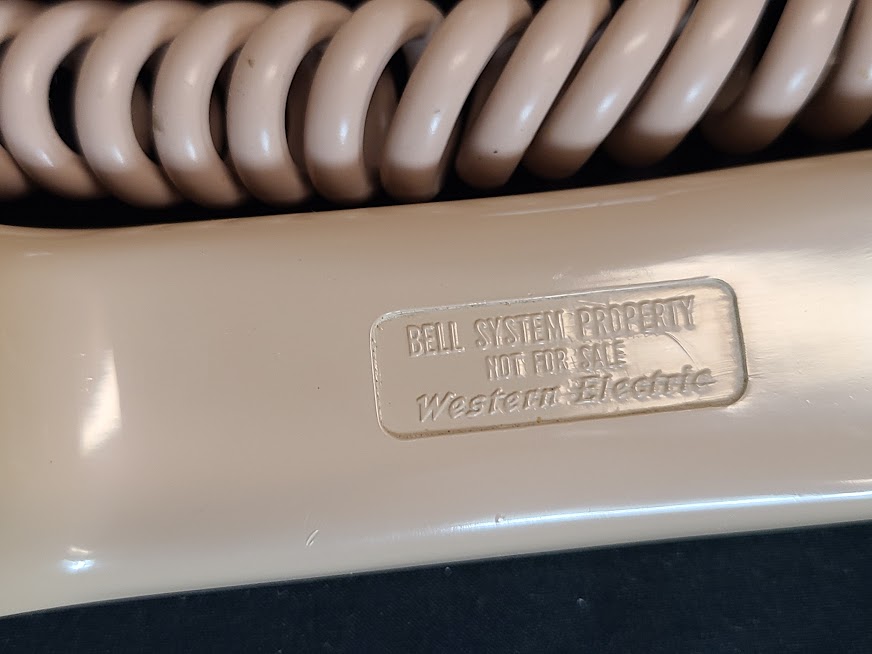 BELL SYSTEM PROPERTY
NOT FOR SALE
Western Electric